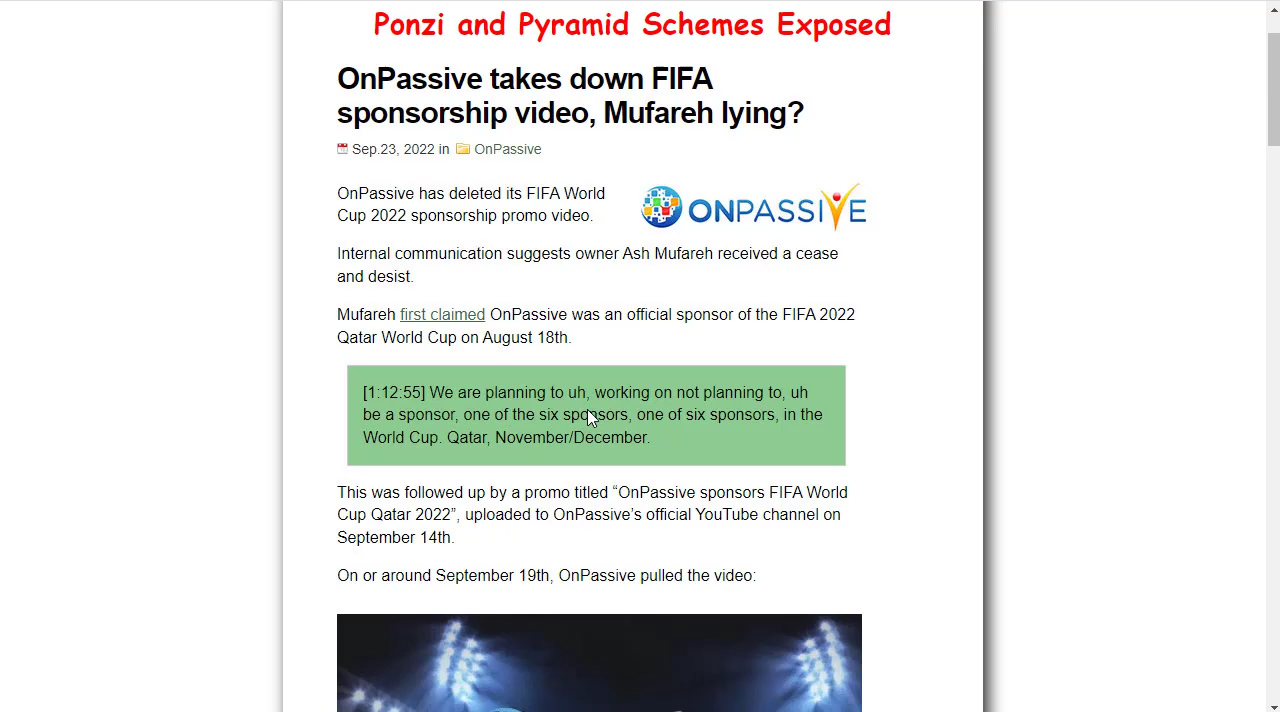 Ponzi and Pyramid Schemes Exposed
OnPassive takes down FIFA
sponsorship video, Mufareh lying?
Sep.23, 2022 in OnPassive
OnPassive has deleted its FIFA World
Cup 2022 sponsorship promo video.
ONPASSIVE
Internal communication suggests owner Ash Mufareh received a cease
and desist.
Mufareh first claimed OnPassive was an official sponsor of the FIFA 2022
Qatar World Cup on August 18th.
[1:12:55] We are planning to uh, working on not planning to, uh
be a sponsor, one of the six sponsors, one of six sponsors, in the
World Cup. Qatar, November/December.
This was followed up by a promo titled “OnPassive sponsors FIFA World
Cup Qatar 2022”, uploaded to OnPassive’s official YouTube channel on
September 14th.
On or around September 19th, OnPassive pulled the video: